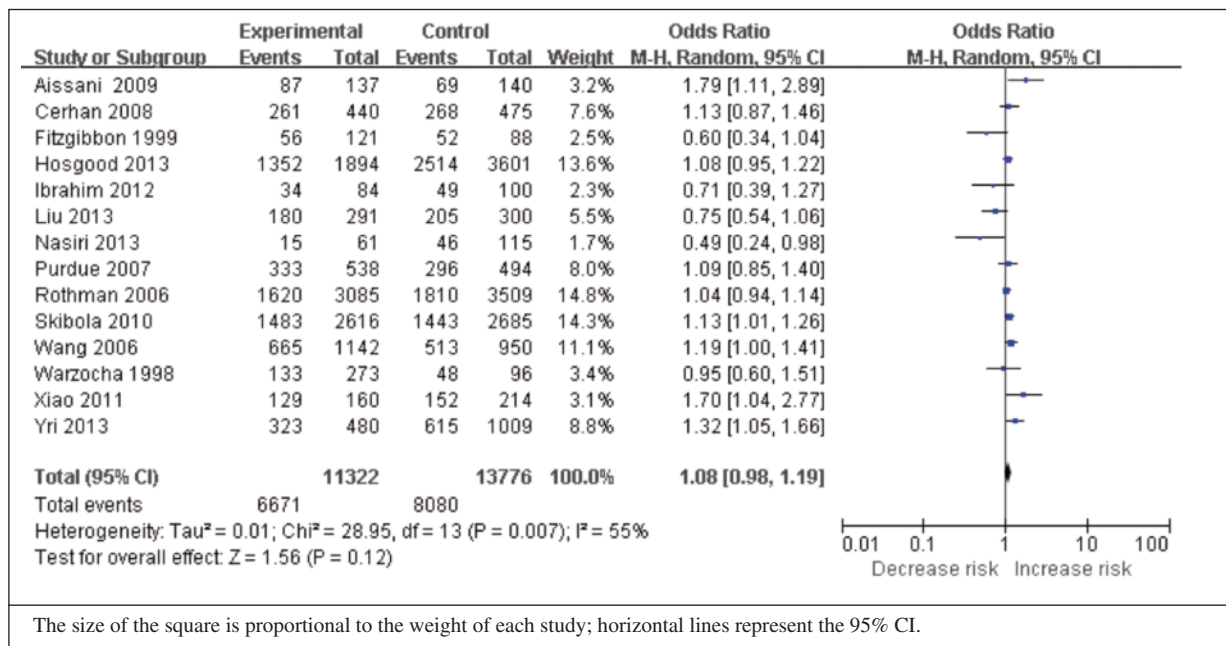 Experimental Control Odds Ratio Odds Ratio
Study or Subgroup Events Total Events Total Weight M-H, Random, 95% CI M-H, Random, 95% CI
Aissani 2009 87 137 69 140 3.2% 1.79 [1.11, 2.89]
Cerhan 2008 261 440 268 475 7.6% 1.13 [0.87, 1.46]
Fitzgibbon 1999 56 121 52 88 2.5% 0.60 [0.34, 1.04]
Hosgood 2013 1352 1894 2514 3601 13.6% 1.08 [0.95, 1.22]
Ibrahim 2012 34 84 49 100 2.3% 0.71 [0.39, 1.27]
Liu 2013 180 291 205 300 5.5% 0.75 [0.54, 1.06]
Nasiri 2013 15 61 46 115 1.7% 0.49 [0.24, 0.98]
Purdue 2007 333 538 296 494 8.0% 1.09 [0.85, 1.40]
Rothman 2006 1620 3085 1810 3509 14.8% 1.04 [0.94, 1.14]
Skibola 2010 1483 2616 1443 2685 14.3% 1.13 [1.01, 1.26]
Wang 2006 665 1142 513 950 11.1% 1.19 [1.00, 1.41]
Warzocha 1998 133 273 48 96 3.4% 0.95 [0.60, 1.51]
Xiao 2011 129 160 152 214 3.1% 1.70 [1.04, 2.77]
Yri 2013 323 480 615 1009 8.8% 1.32 [1.05, 1.66]
Total (95% CI) 11322 13776 100.0% 1.08 [0.98, 1.19]
Total events 6671 8080
Heterogeneity: Tau² = 0.01; Chi² = 28.95, df = 13 (P = 0.007); I² = 55%
Test for overall effect: Z = 1.56 (P = 0.12)
0.01 0.1 1 10 100
Decrease risk Increase risk
The size of the square is proportional to the weight of each study; horizontal lines represent the 95% CI.